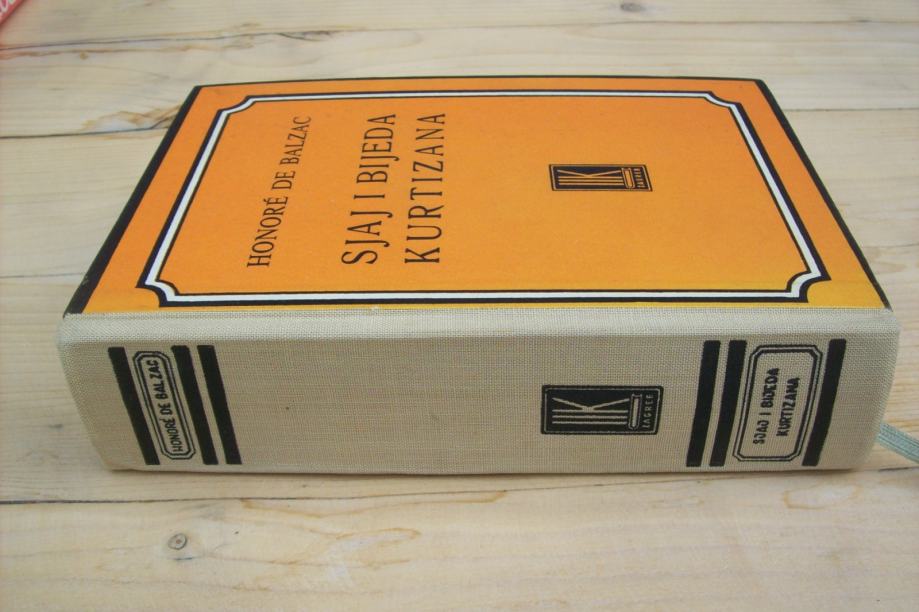 HONORÉ DE BALZAC
SJAJ I BIJEDA
KURTIZANA
ZAGREB
HONORÉ DE BALZAC
ZAGREB
SJAJ I BIJEDA
KURTIZANA